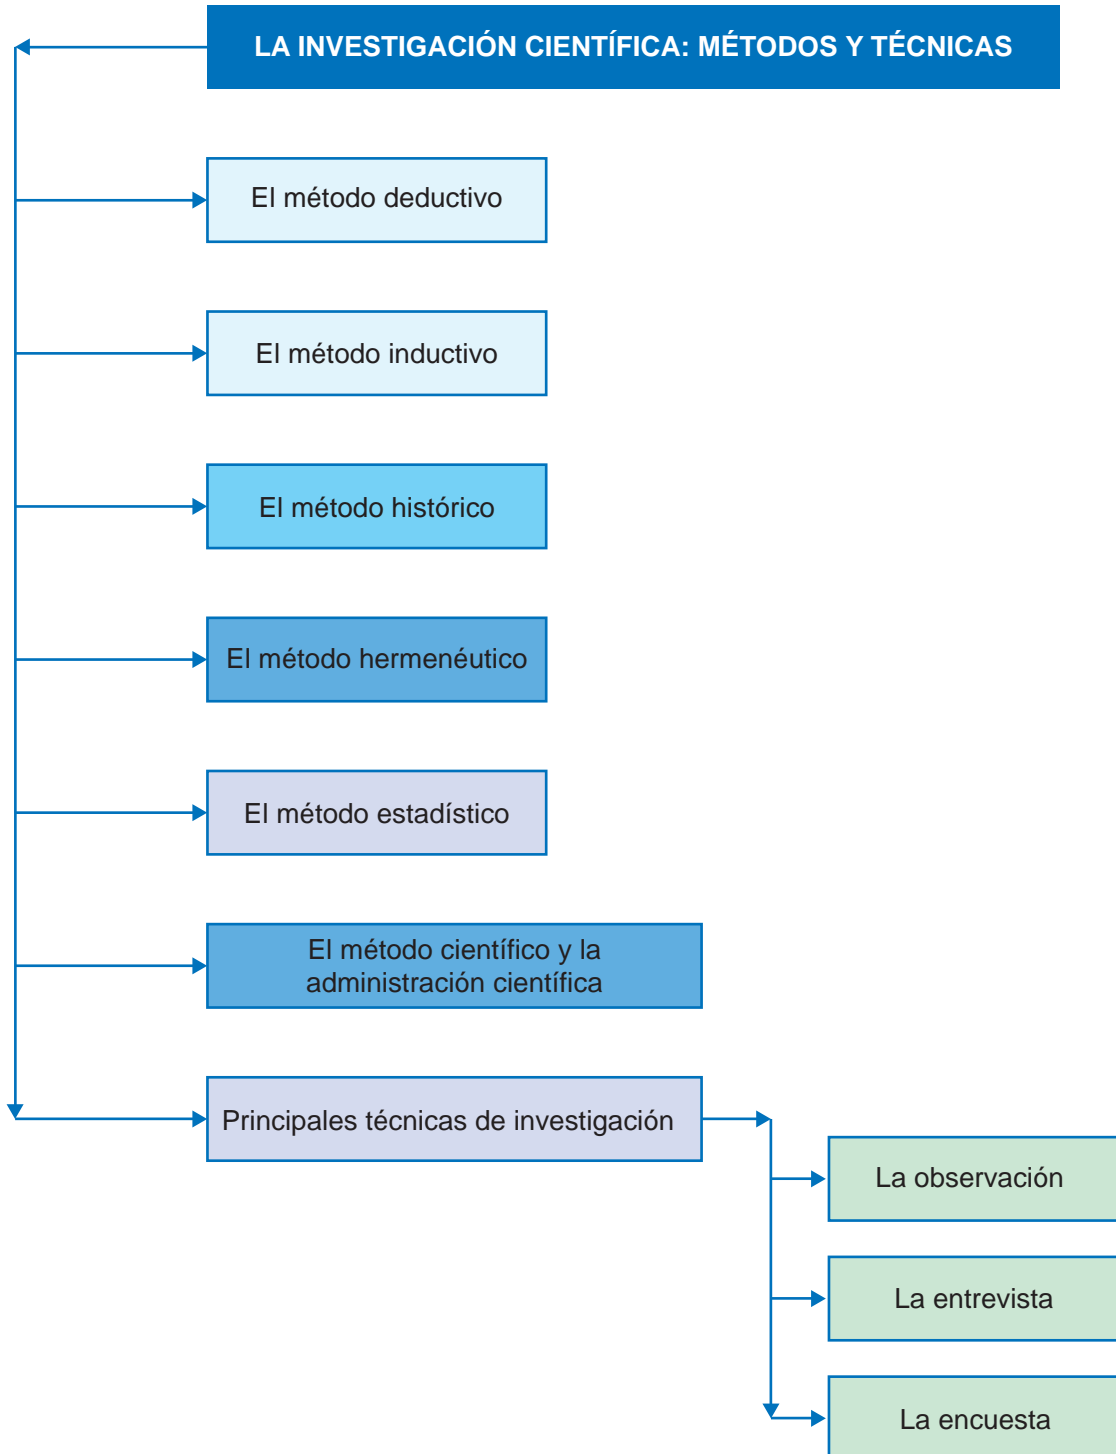 LA INVESTIGACIÓN CIENTÍFICA: MÉTODOS Y TÉCNICAS
El método deductivo
El método inductivo
El método histórico
El método hermenéutico
El método estadístico
El método científico y la
administración científica
Principales técnicas de investigación
La observación
La entrevista
La encuesta